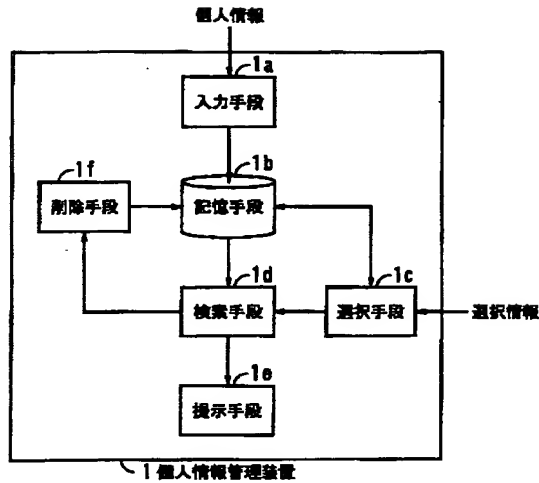 個人情報
1a
入力手段
1b
記憶手段
1f
削除手段
1d
検索手段
1c
選択手段
選択情報
1e
提示手段
1 個人情報管理装置